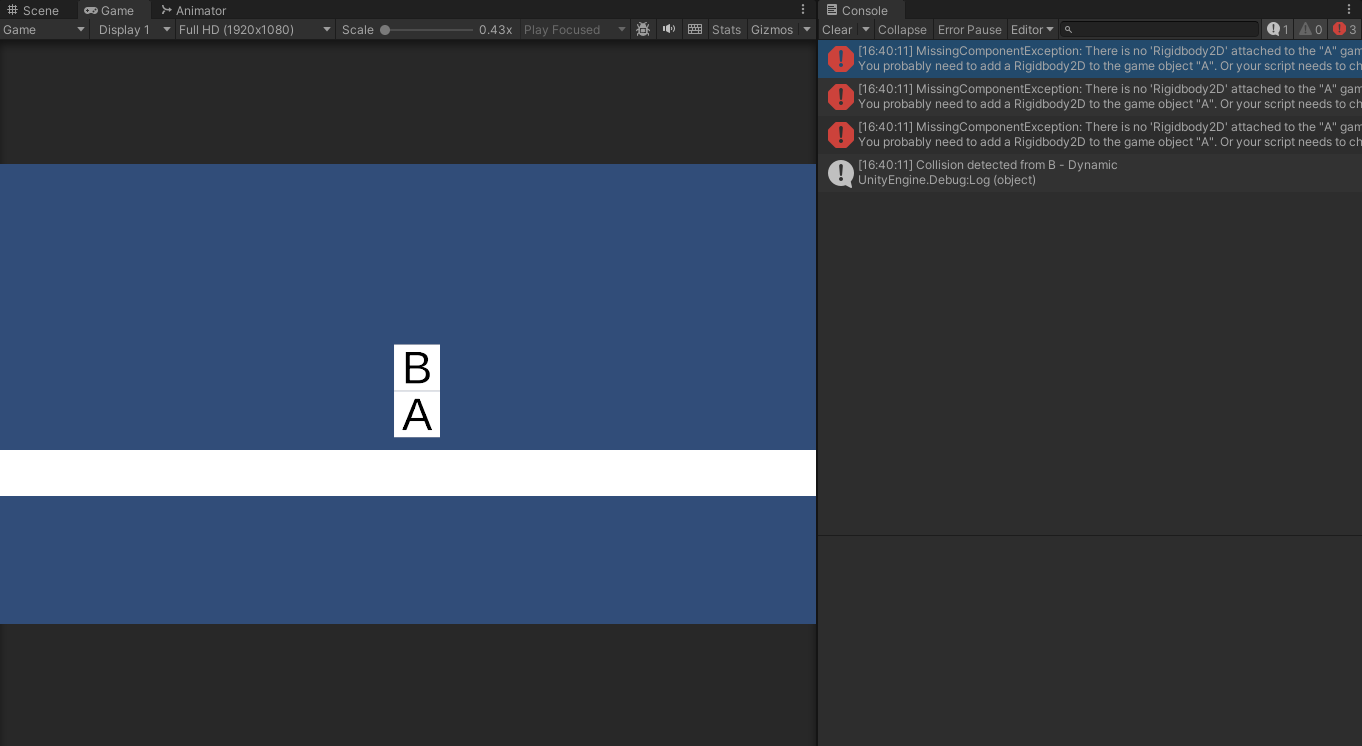 Scene Game Animator
Game Display 1 Full HD (1920x1080) Scale 0.43x Play Focused Stats Gizmos
B
A
Console
Clear Collapse Error Pause Editor 1 0 3
[16:40:11] MissingComponentException: There is no 'Rigidbody2D' attached to the "A" gam
You probably need to add a Rigidbody2D to the game object "A". Or your script needs to ch
[16:40:11] MissingComponentException: There is no 'Rigidbody2D' attached to the "A" gam
You probably need to add a Rigidbody2D to the game object "A". Or your script needs to ch
[16:40:11] MissingComponentException: There is no 'Rigidbody2D' attached to the "A" gam
You probably need to add a Rigidbody2D to the game object "A". Or your script needs to ch
[16:40:11] Collision detected from B - Dynamic
UnityEngine.Debug:Log (object)